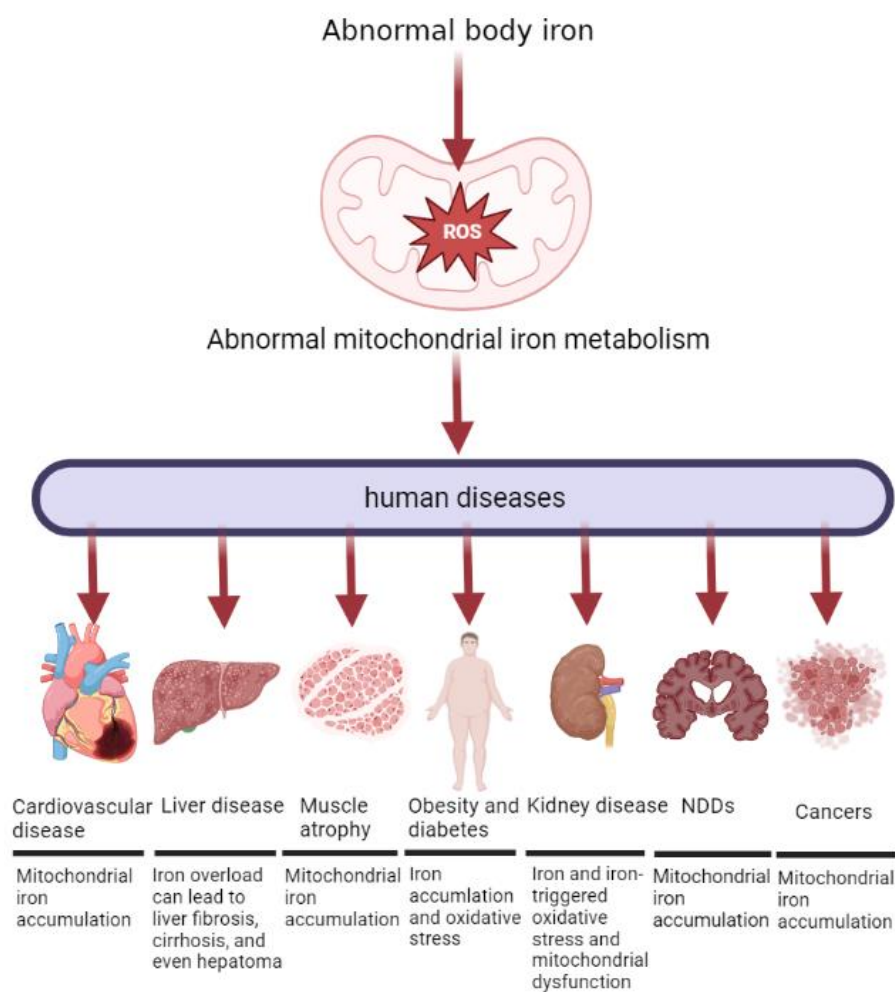 Abnormal body iron
ROS
Abnormal mitochondrial iron metabolism
human diseases
Cardiovascular
disease
Mitochondrial
iron
accumulation
Liver disease
Iron overload
can lead to
liver fibrosis,
cirrhosis, and
even hepatoma
Muscle
atrophy
Mitochondrial
iron
accumulation
Obesity and
diabetes
Iron
accumlation
and oxidative
stress
Kidney disease
Iron and iron-
triggered
oxidative
stress and
mitochondrial
dysfunction
NDDs
Mitochondrial
iron
accumulation
Cancers
Mitochondrial
iron
accumulation